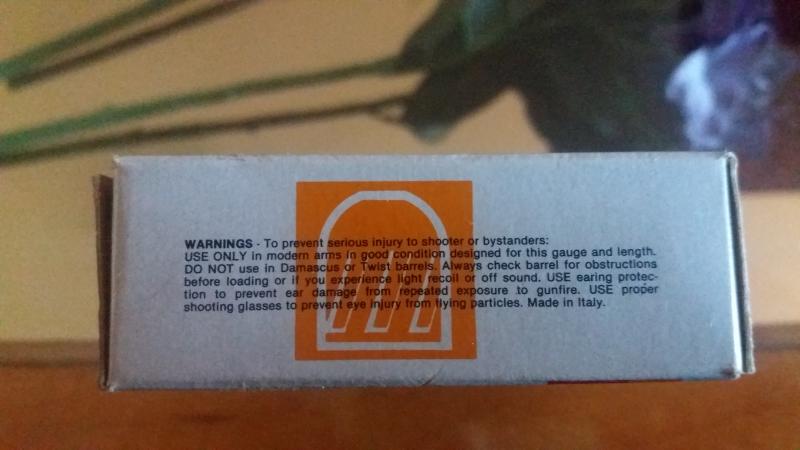 WARNINGS - To prevent serious injury to shooter or bystanders:
USE ONLY in modern arms in good condition designed for this gauge and length.
DO NOT use in Damascus or Twist barrels. Always check barrel for obstructions
before loading or if you experience light recoil or off sound. USE earing protec-
tion to prevent ear damage from repeated exposure to gunfire. USE proper
shooting glasses to prevent eye injury from flying particles. Made in Italy.